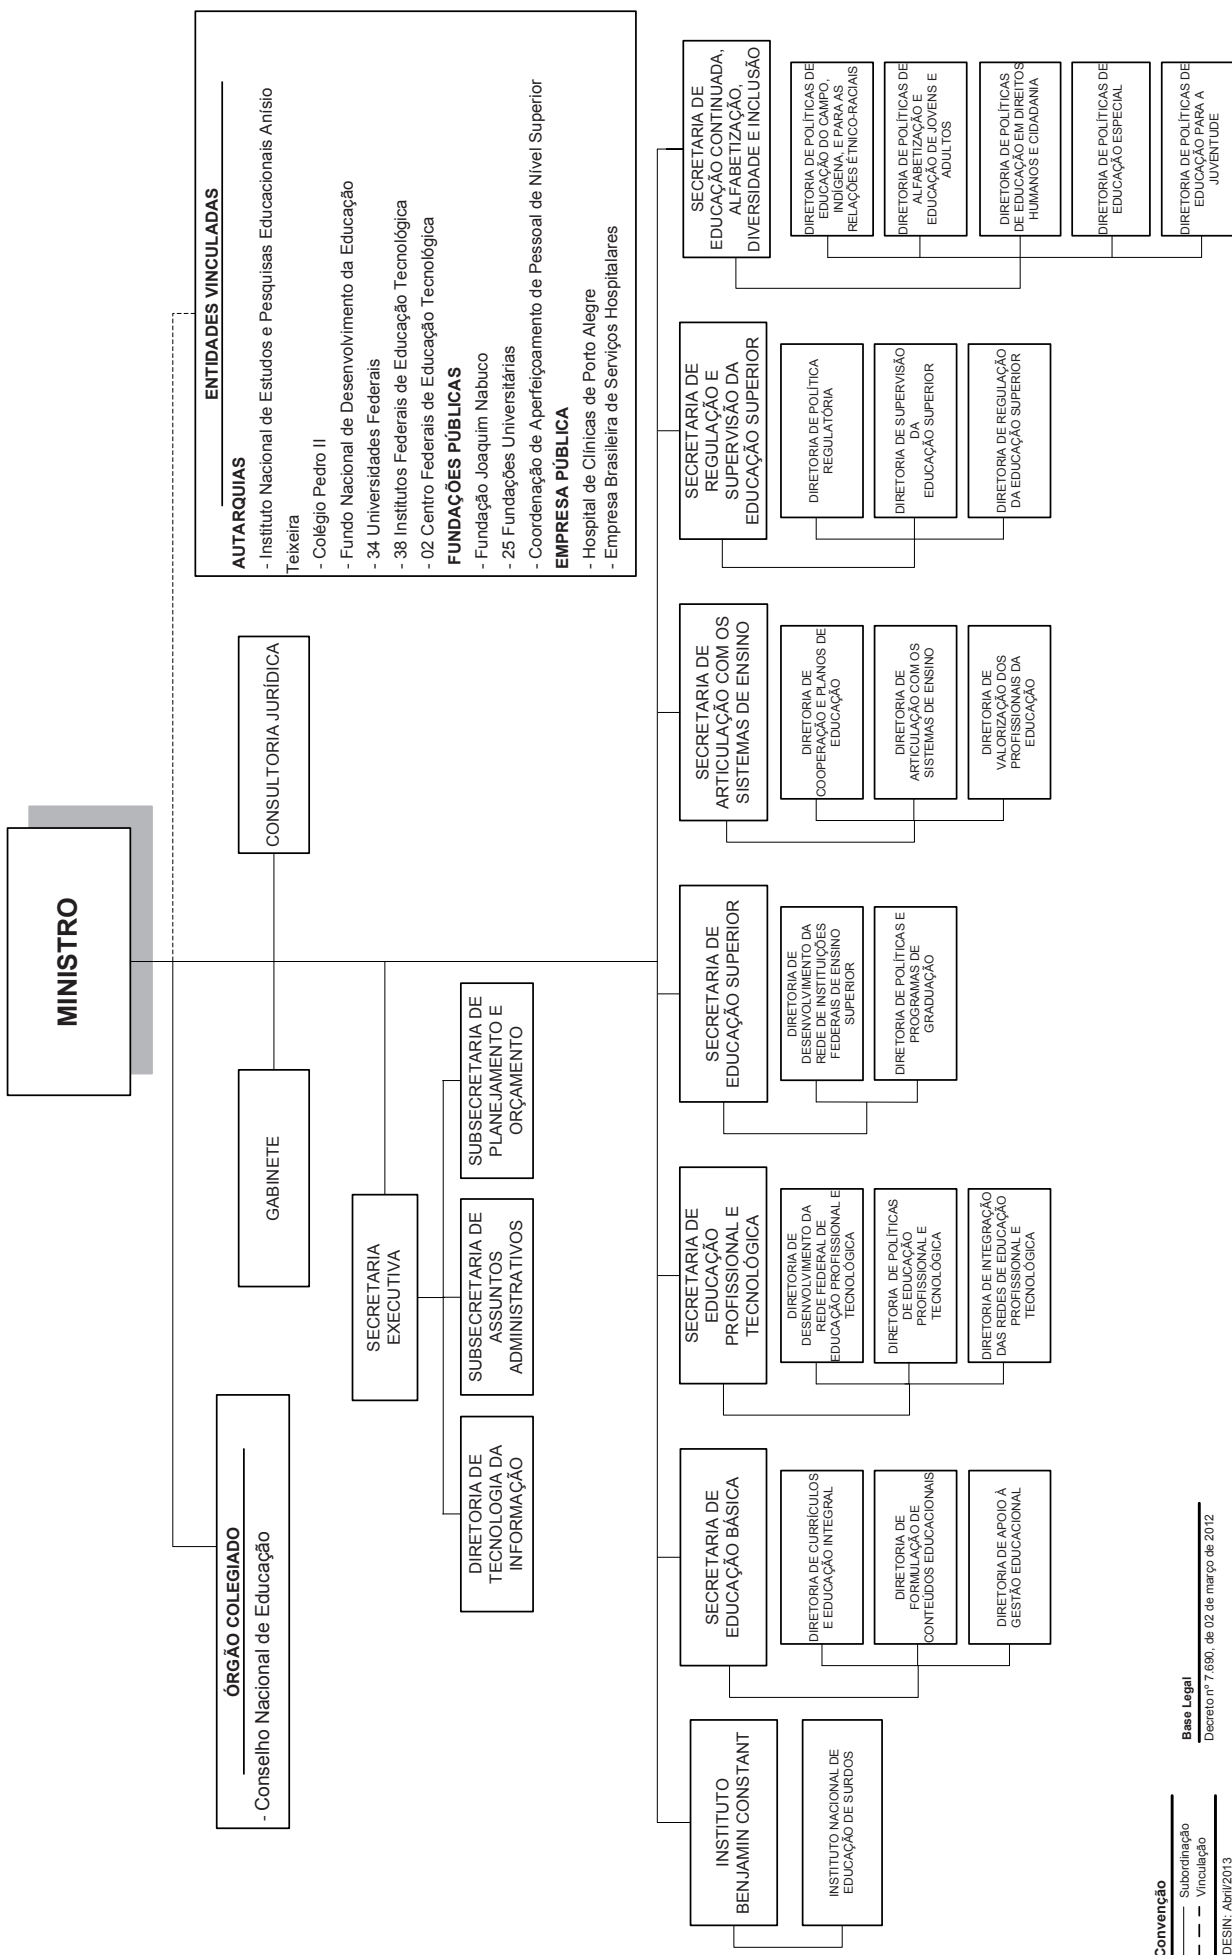 MINISTRO
ÓRGÃO COLEGIADO
- Conselho Nacional de Educação
GABINETE
CONSULTORIA JURÍDICA
ENTIDADES VINCULADAS
AUTARQUIAS
- Instituto Nacional de Estudos e Pesquisas Educacionais Anísio
Teixeira
- Colégio Pedro II
- Fundo Nacional de Desenvolvimento da Educação
- 34 Universidades Federais
- 38 Institutos Federais de Educação Tecnológica
- 02 Centro Federais de Educação Tecnológica
FUNDAÇÕES PÚBLICAS
- Fundação Joaquim Nabuco
- 25 Fundações Universitárias
- Coordenação de Aperfeiçoamento de Pessoal de Nível Superior
EMPRESA PÚBLICA
- Hospital de Clínicas de Porto Alegre
- Empresa Brasileira de Serviços Hospitalares
SECRETARIA
EXECUTIVA
DIRETORIA DE
TECNOLOGIA DA
INFORMAÇÃO
SUBSECRETARIA DE
ASSUNTOS
ADMINISTRATIVOS
SUBSECRETARIA DE
PLANEJAMENTO E
ORÇAMENTO
INSTITUTO
BENJAMIN CONSTANT
INSTITUTO NACIONAL DE
EDUCAÇÃO DE SURDOS
SECRETARIA DE
EDUCAÇÃO BÁSICA
DIRETORIA DE CURRÍCULOS
E EDUCAÇÃO INTEGRAL
DIRETORIA DE
FORMULAÇÃO DE
CONTEÚDOS EDUCACIONAIS
DIRETORIA DE APOIO À
GESTÃO EDUCACIONAL
SECRETARIA DE
EDUCAÇÃO
PROFISSIONAL E
TECNOLÓGICA
DIRETORIA DE
DESENVOLVIMENTO DA
REDE FEDERAL DE
EDUCAÇÃO PROFISSIONAL E
TECNOLÓGICA
DIRETORIA DE POLÍTICAS
DE EDUCAÇÃO
PROFISSIONAL E
TECNOLÓGICA
DIRETORIA DE INTEGRAÇÃO
DAS REDES DE EDUCAÇÃO
PROFISSIONAL E
TECNOLÓGICA
SECRETARIA DE
EDUCAÇÃO SUPERIOR
DIRETORIA DE
DESENVOLVIMENTO DA
REDE DE INSTITUIÇÕES
FEDERAIS DE ENSINO
SUPERIOR
DIRETORIA DE POLÍTICAS E
PROGRAMAS DE
GRADUAÇÃO
SECRETARIA DE
ARTICULAÇÃO COM OS
SISTEMAS DE ENSINO
DIRETORIA DE
COOPERAÇÃO E PLANOS DE
EDUCAÇÃO
DIRETORIA DE
ARTICULAÇÃO COM OS
SISTEMAS DE ENSINO
DIRETORIA DE
VALORIZAÇÃO DOS
PROFISSIONAIS DA
EDUCAÇÃO
SECRETARIA DE
REGULAÇÃO E
SUPERVISÃO DA
EDUCAÇÃO SUPERIOR
DIRETORIA DE POLÍTICA
REGULATÓRIA
DIRETORIA DE SUPERVISÃO
DA
EDUCAÇÃO SUPERIOR
DIRETORIA DE REGULAÇÃO
DA EDUCAÇÃO SUPERIOR
SECRETARIA DE
EDUCAÇÃO CONTINUADA,
ALFABETIZAÇÃO,
DIVERSIDADE E INCLUSÃO
DIRETORIA DE POLÍTICAS DE
EDUCAÇÃO DO CAMPO,
INDÍGENA, E PARA AS
RELAÇÕES ÉTNICO-RACIAIS
DIRETORIA DE POLÍTICAS DE
ALFABETIZAÇÃO E
EDUCAÇÃO DE JOVENS E
ADULTOS
DIRETORIA DE POLÍTICAS
DE EDUCAÇÃO EM DIREITOS
HUMANOS E CIDADANIA
DIRETORIA DE POLÍTICAS DE
EDUCAÇÃO ESPECIAL
DIRETORIA DE POLÍTICAS DE
EDUCAÇÃO PARA A
JUVENTUDE
Convenção
Subordinação
Vinculação
DESIN: Abril/2013
Base Legal
Decreto nº 7.690, de 02 de março de 2012